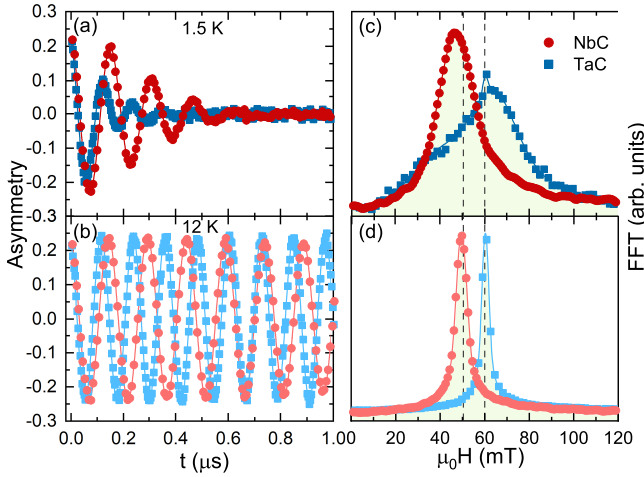 (a)
1.5 K
0.3
0.2
0.1
0.0
-0.1
-0.2
-0.3
(b)
12 K
0.2
0.1
0.0
-0.1
-0.2
-0.3
Asymmetry
0.0 0.2 0.4 0.6 0.8 1.0
t (μs)
(c)
NbC
TaC
(d)
FFT (arb. units)
00 20 40 60 80 100 120
μ₀H (mT)